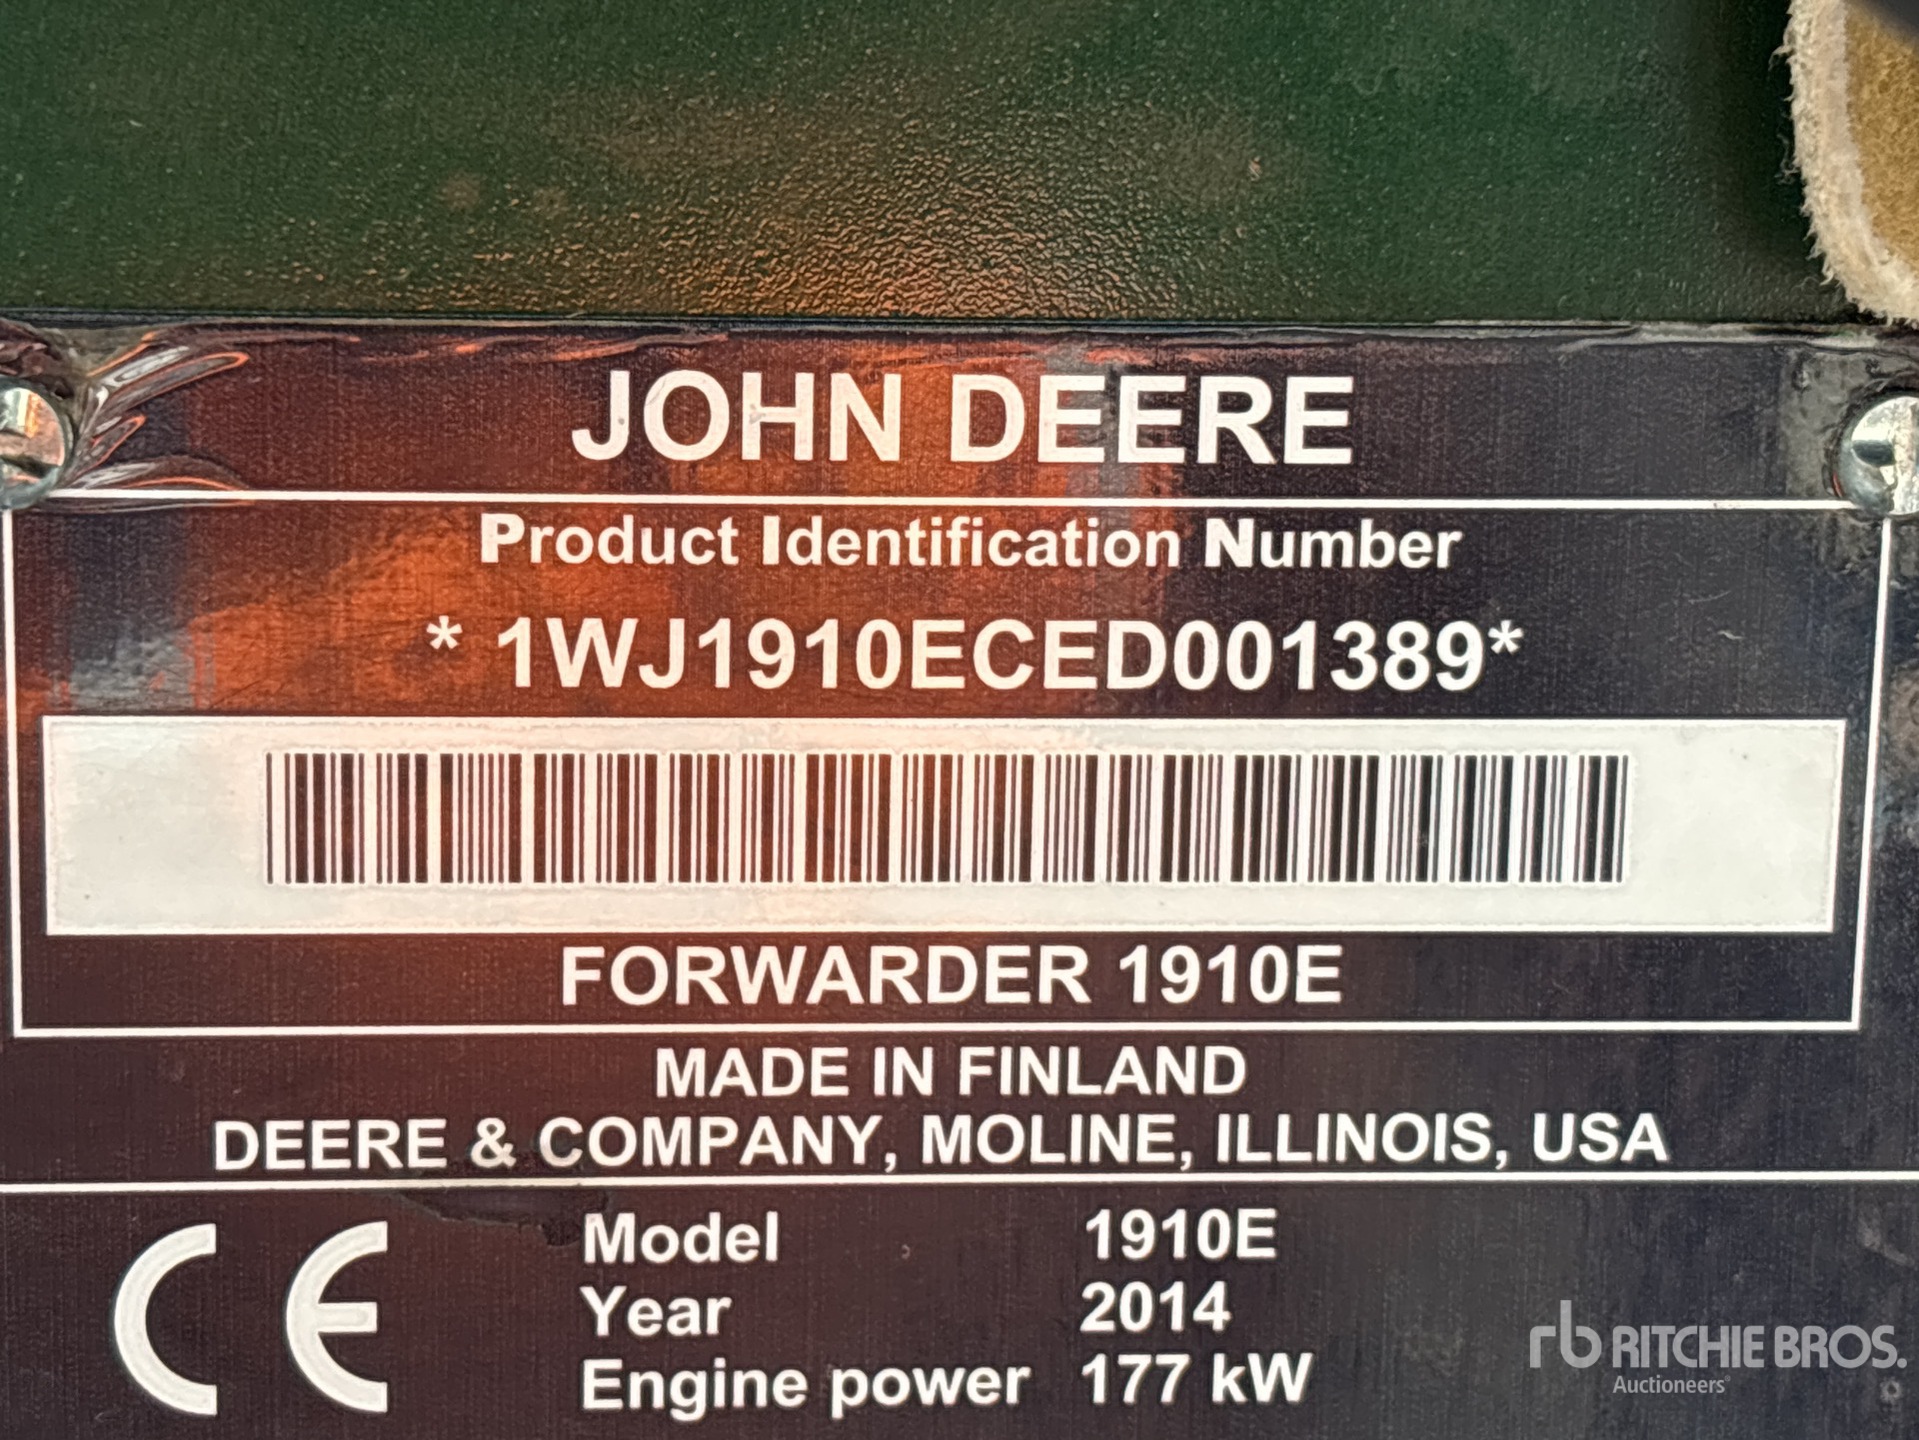 JOHN DEERE
Product Identification Number
* 1WJ1910ECED001389*
FORWARDER 1910E
MADE IN FINLAND
DEERE & COMPANY, MOLINE, ILLINOIS, USA
CE
Model 1910E
Year 2014
Engine power 177 kW
rb RITCHIE BROS.
Auctioneers